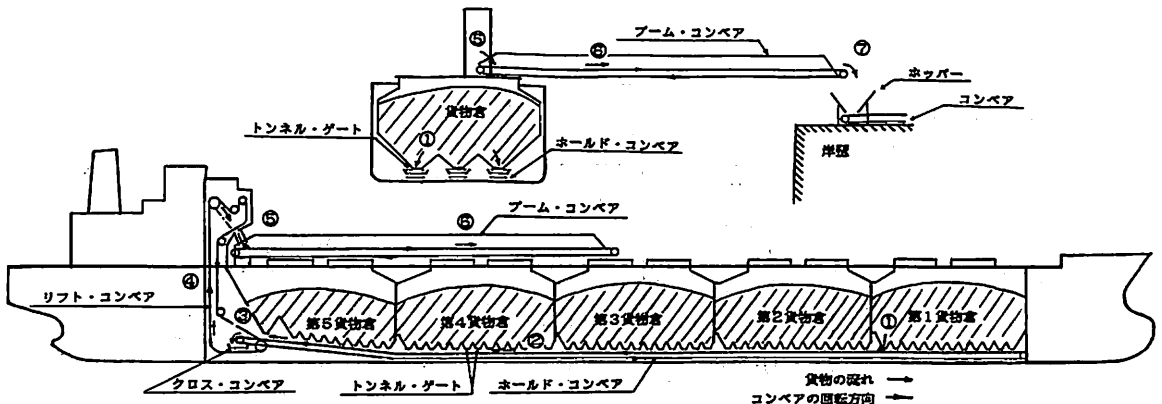 ブーム・コンベア
⑤
⑥
⑦
ホッパー
コンベア
貨物倉
トンネル・ゲート
①
ホールド・コンベア
岸壁
⑤
⑥
ブーム・コンベア
④
リフト・コンベア
③
第5貨物倉
第4貨物倉
②
第3貨物倉
第2貨物倉
①
第1貨物倉
クロス・コンベア
トンネル・ゲート
ホールド・コンベア
貨物の流れ
コンベアの回転方向